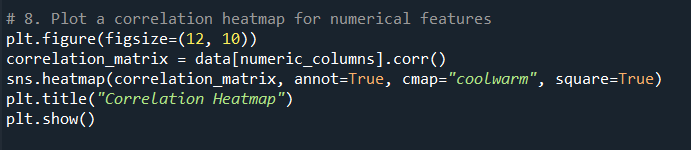 # 8. Plot a correlation heatmap for numerical features
plt.figure(figsize=(12, 10))
correlation_matrix = data[numeric_columns].corr()
sns.heatmap(correlation_matrix, annot=True, cmap="coolwarm", square=True)
plt.title("Correlation Heatmap")
plt.show()